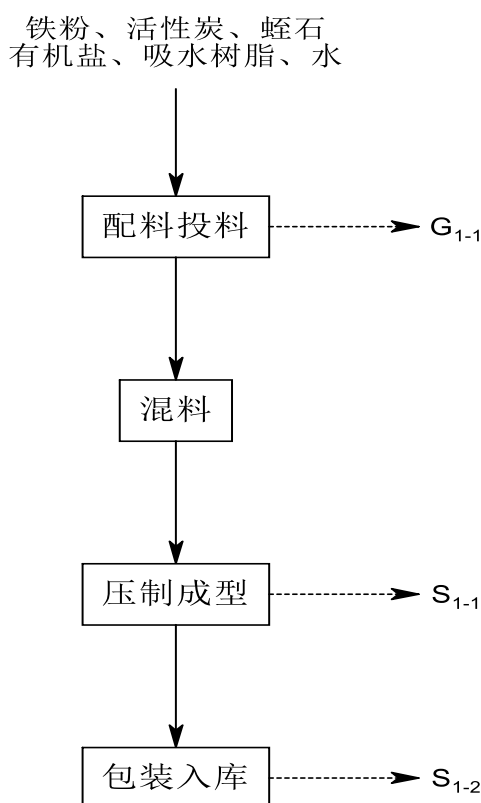 铁粉、活性炭、蛭石
有机盐、吸水树脂、水
配料投料
G1-1
混料
压制成型
S1-1
包装入库
S1-2